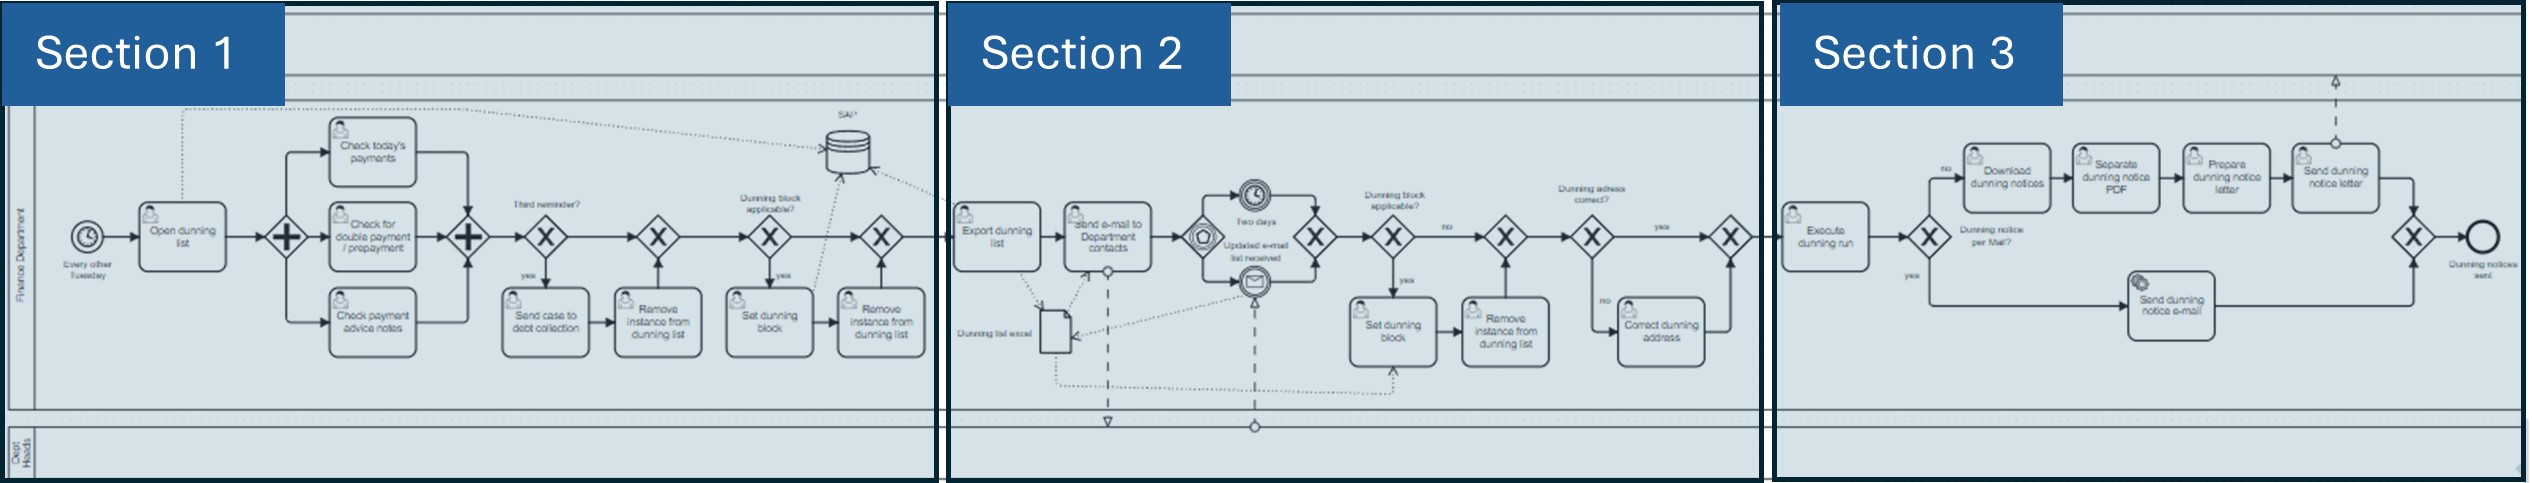 Section 1
Section 2
Section 3
SAP
Finance Department
Every other
Tuesday
Open dunning
list
Check today's
payments
Check for
double payment
/ prepayment
Check payment
advice notes
Third reminder?
yes
Send case to
debt collection
Remove
instance from
dunning list
Dunning block
applicable?
yes
Set dunning
block
Remove
instance from
dunning list
Export dunning
list
Send e-mail to
Department
contacts
Dunning list excel
Two days
Updated e-mail
list received
Dunning block
applicable?
no
yes
Set dunning
block
Remove
instance from
dunning list
Dunning adress
correct?
yes
no
Correct dunning
address
Execute
dunning run
no
Dunning notice
per Mail?
yes
Download
dunning notices
Separate
dunning notice
PDF
Prepare
dunning notice
letter
Send dunning
notice letter
Send dunning
notice e-mail
Dunning notices
sent
Dept
Heads